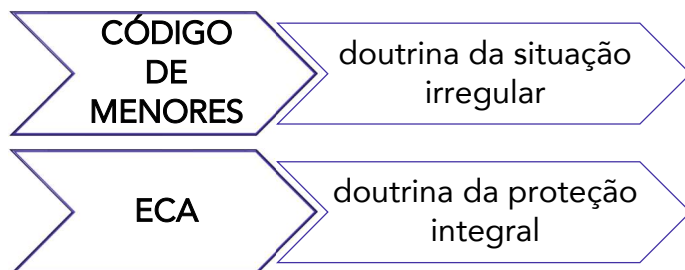 CÓDIGO
DE
MENORES
doutrina da situação
irregular
ECA
doutrina da proteção
integral